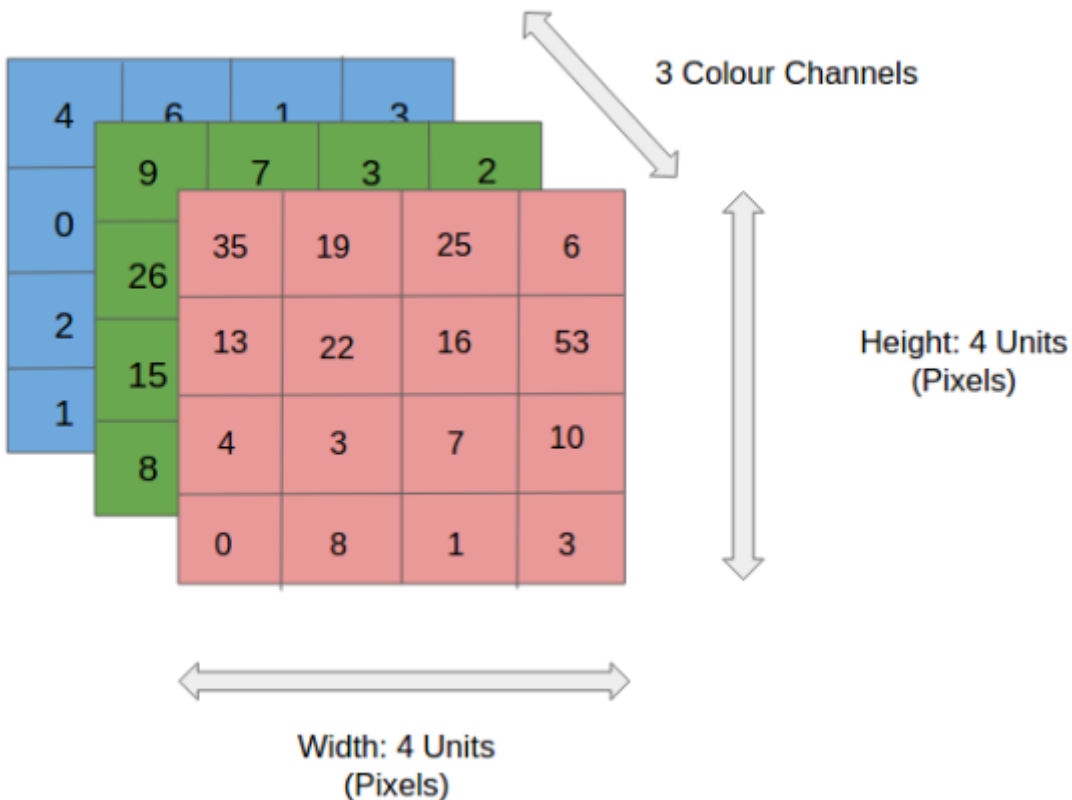 3 Colour Channels
4 6 1 3
9 7 3 2
35 19 25 6
0
26
13 22 16 53
Height: 4 Units
(Pixels)
2
15
4 3 7 10
1
8
0 8 1 3
Width: 4 Units
(Pixels)